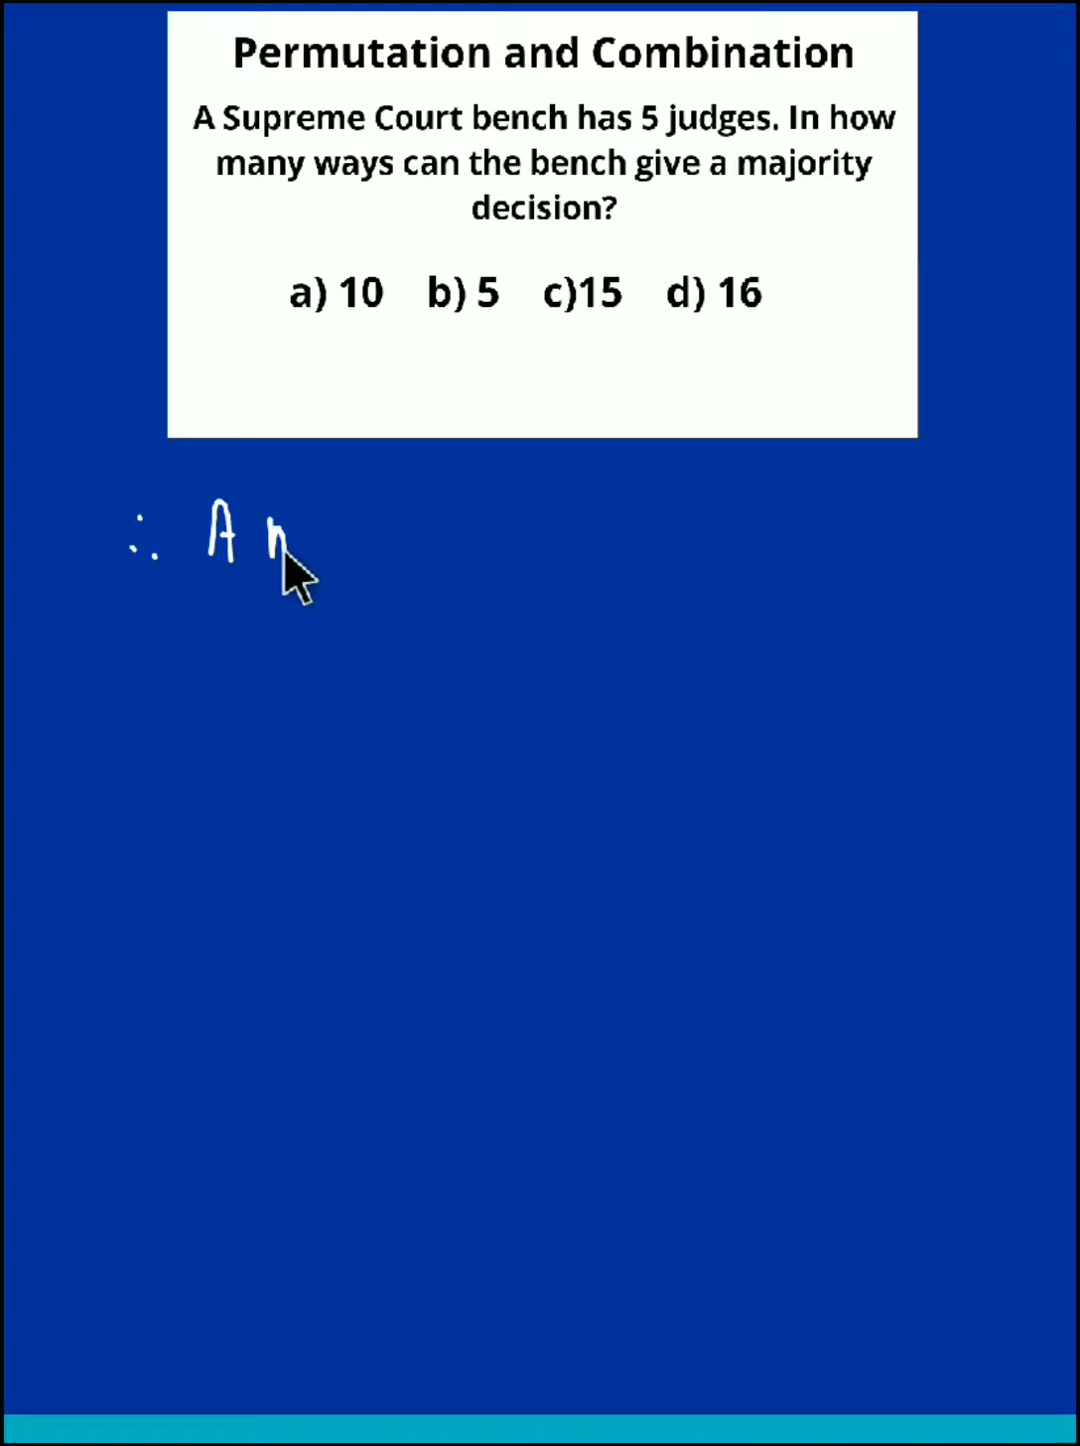 Permutation and Combination
A Supreme Court bench has 5 judges. In how
many ways can the bench give a majority
decision?
a) 10 b) 5 c)15 d) 16
∴ A n